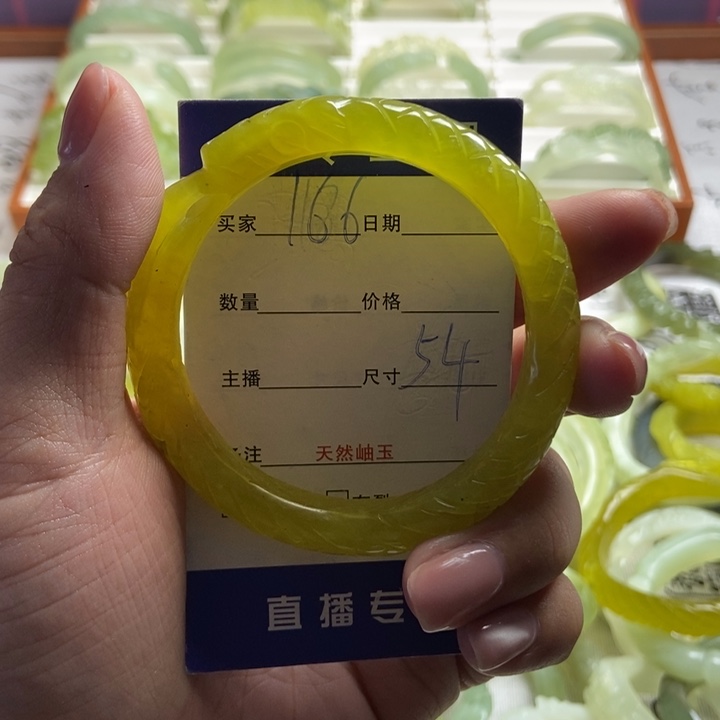 买家 166 日期
数量 价格
主播 尺寸 54
备注 天然岫玉
直播专